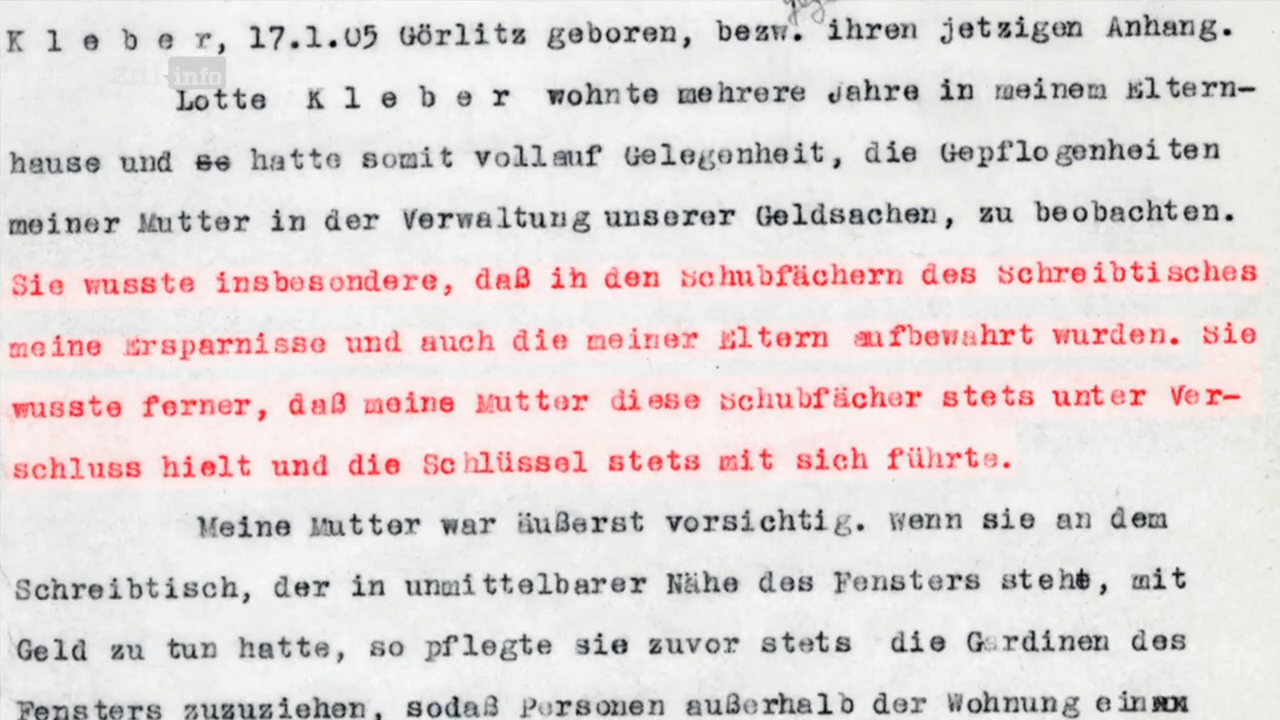 K l e b e r, 17.1.05 Görlitz geboren, bezw. ihren jetzigen Anhang.
zdf info
Lotte K l e b e r wohnte mehrere Jahre in meinem Eltern-
hause und se hatte somit vollauf Gelegenheit, die Gepflogenheiten
meiner Mutter in der Verwaltung unserer Geldsachen, zu beobachten.
Sie wusste insbesondere, daß in den Schubfächern des Schreibtisches
meine Ersparnisse und auch die meiner Eltern aufbewahrt wurden. Sie
wusste ferner, daß meine Mutter diese Schubfächer stets unter Ver-
schluss hielt und die Schlüssel stets mit sich führte.
Meine Mutter war äußerst vorsichtig. Wenn sie an dem
Schreibtisch, der in unmittelbarer Nähe des Fensters steht, mit
Geld zu tun hatte, so pflegte sie zuvor stets die Gardinen des
Fensters zuzuziehen, sodaß Personen außerhalb der Wohnung einxx